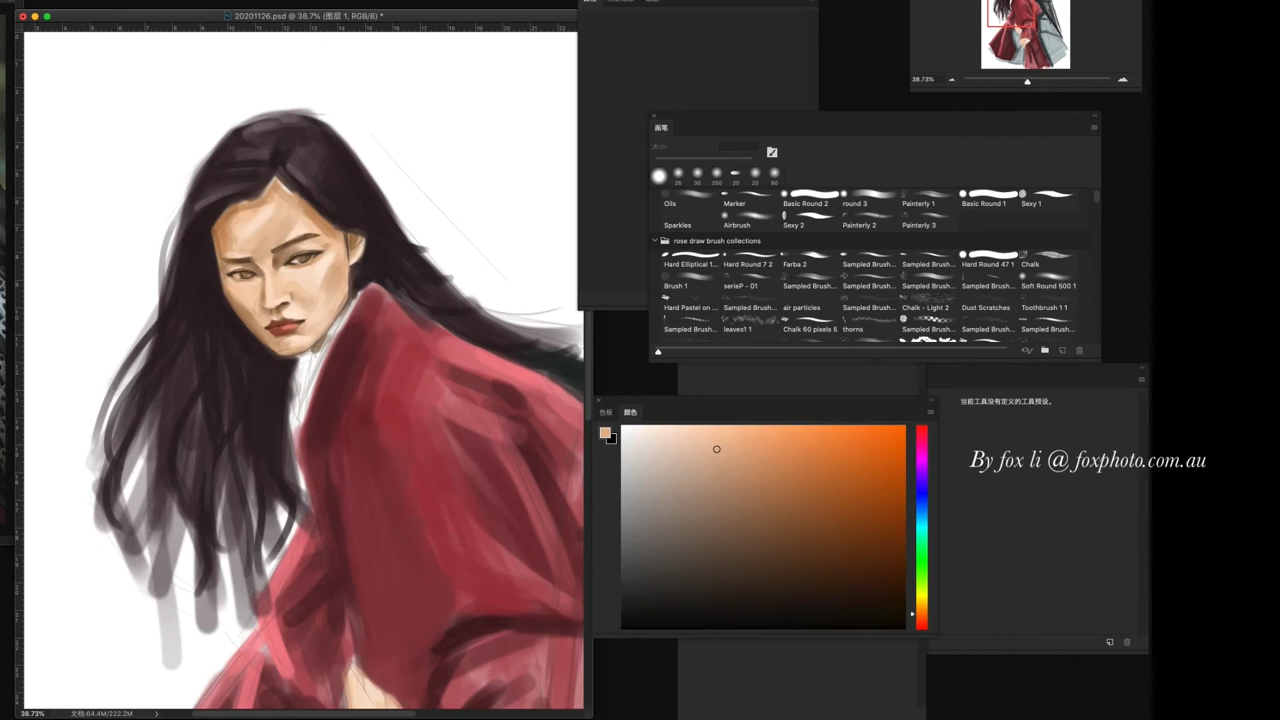 20201126.psd @ 38.7% (图层 1, RGB/8) *
38.73%
画笔
大小:
25 30 250 20 20 90
Oils Marker Basic Round 2 round 3 Painterly 1 Basic Round 1 Sexy 1
Sparkles Airbrush Sexy 2 Painterly 2 Painterly 3
rose draw brush collections
Hard Elliptical 1... Hard Round 7 2 Farba 2 Sampled Brush... Sampled Brush... Hard Round 47 1 Chalk
Brush 1 serieP - 01 Sampled Brush... Sampled Brush... Sampled Brush... Sampled Brush... Soft Round 500 1
Hard Pastel on ... Sampled Brush... air particles Sampled Brush... Chalk - Light 2 Dust Scratches Toothbrush 1 1
Sampled Brush... leaves1 1 Chalk 60 pixels 5 thorns Sampled Brush... Sampled Brush... Sampled Brush...
色板 颜色
当前工具没有定义的工具预设。
By fox li @ foxphoto.com.au
38.73% 文档:64.4M/222.2M